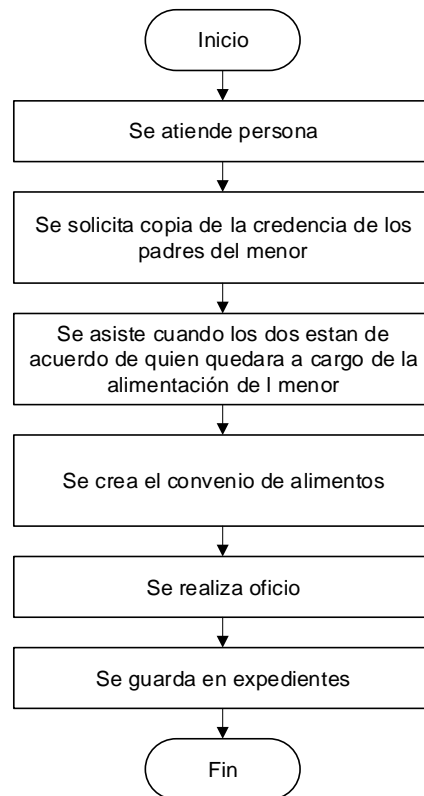 Inicio
Se atiende persona
Se solicita copia de la credencia de los
padres del menor
Se asiste cuando los dos estan de
acuerdo de quien quedara a cargo de la
alimentación de l menor
Se crea el convenio de alimentos
Se realiza oficio
Se guarda en expedientes
Fin